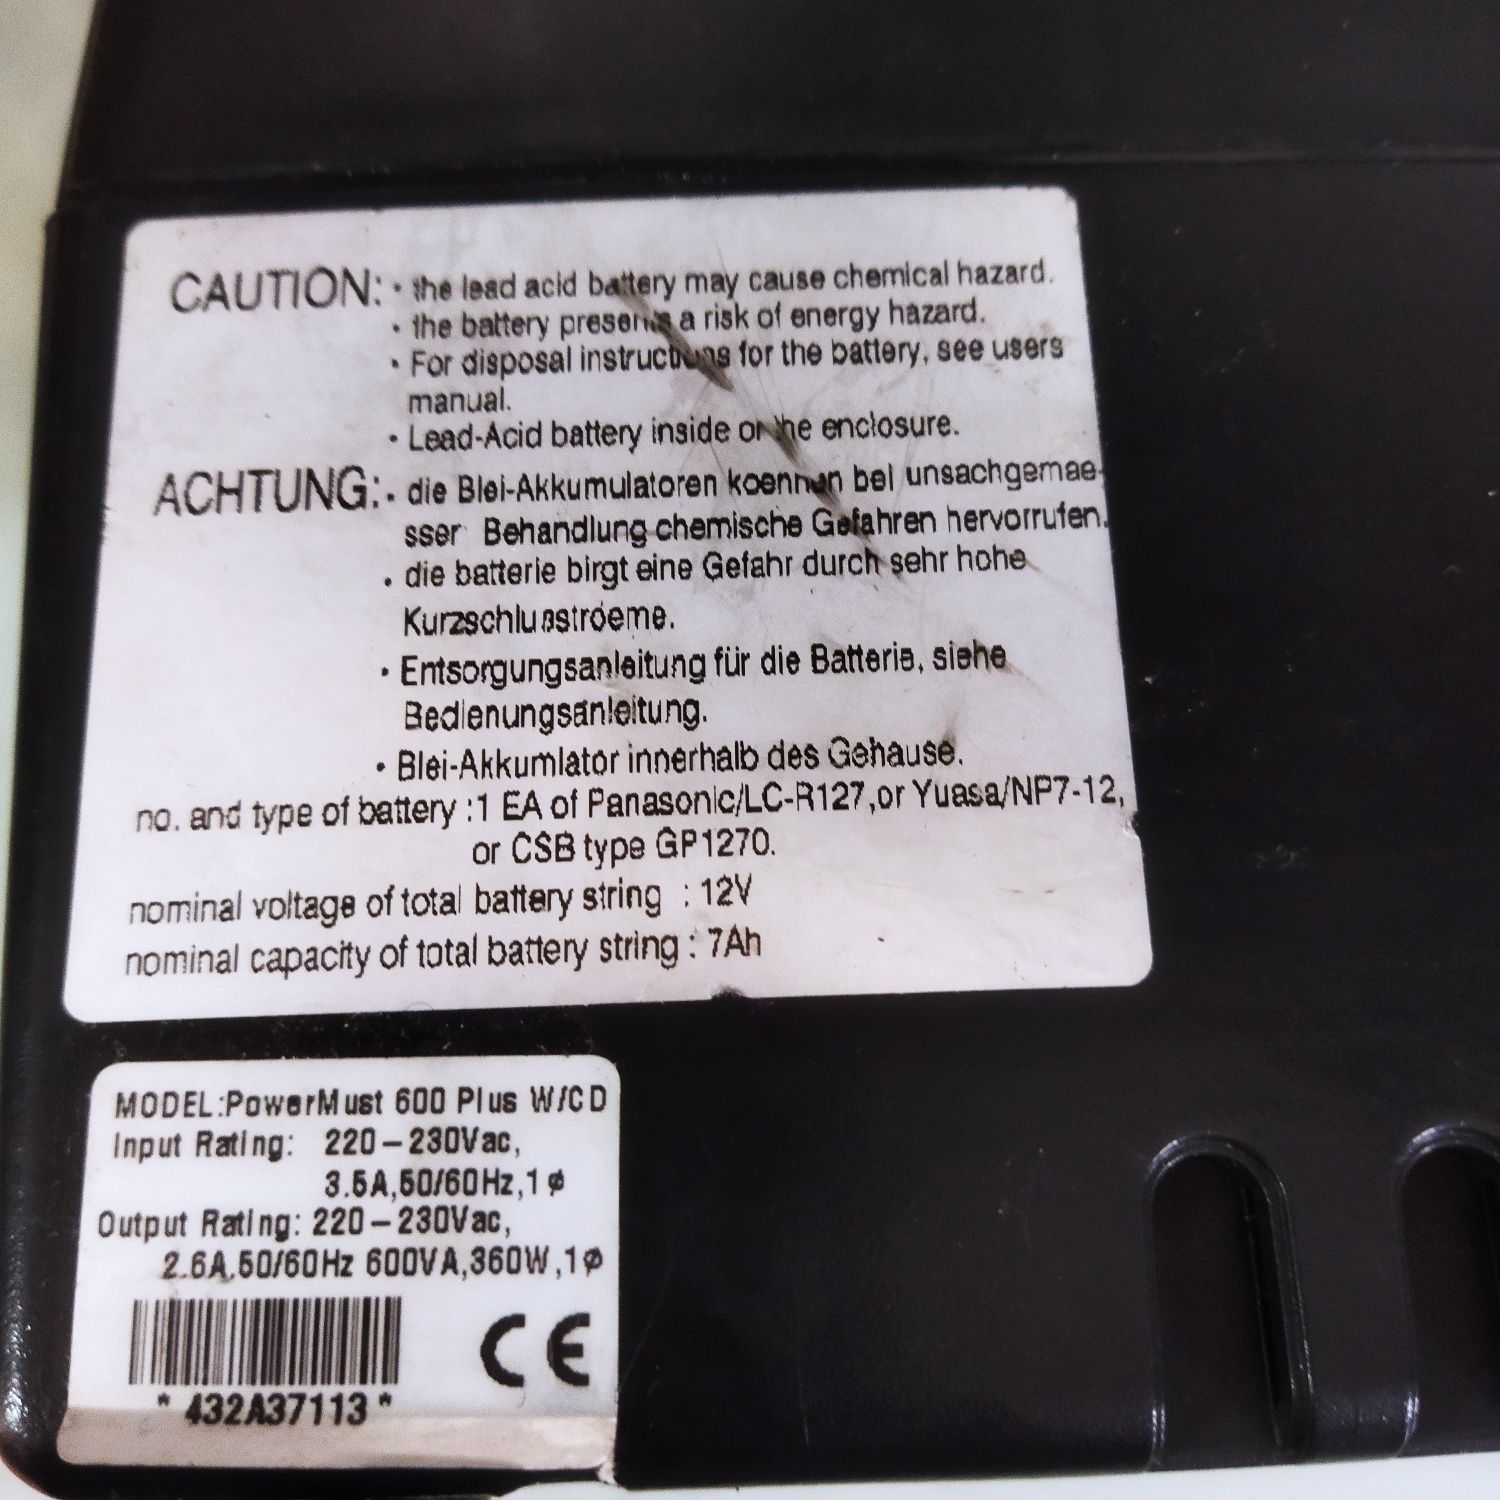 CAUTION: • the lead acid battery may cause chemical hazard.
• the battery presents a risk of energy hazard.
• For disposal instructions for the battery, see users
manual.
• Lead-Acid battery inside or the enclosure.
ACHTUNG: • die Blei-Akkumulatoren koennen bei unsachgemae-
sser Behandlung chemische Gefahren hervorrufen.
• die batterie birgt eine Gefahr durch sehr hohe
Kurzschlußstroeme.
• Entsorgungsanleitung für die Batterie, siehe
Bedienungsanleitung.
• Blei-Akkumlator innerhalb des Gehause.
no. and type of battery :1 EA of Panasonic/LC-R127,or Yuasa/NP7-12,
or CSB type GP1270.
nominal voltage of total battery string : 12V
nominal capacity of total battery string : 7Ah
MODEL:PowerMust 600 Plus W/CD
Input Rating: 220–230Vac,
3.5A,50/60Hz,1ϕ
Output Rating: 220–230Vac,
2.6A,50/60Hz 600VA,360W,1ϕ
CE
* 432A37113 *